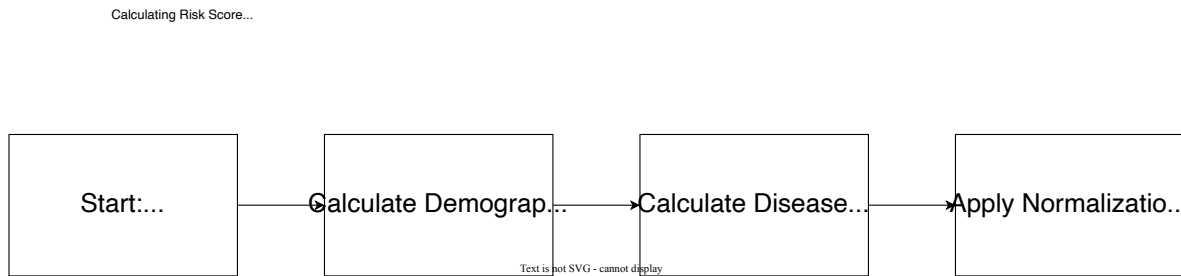 Calculating Risk Score...
Start:...
Calculate Demograp...
Calculate Disease...
Apply Normalizatio...
Text is not SVG - cannot display